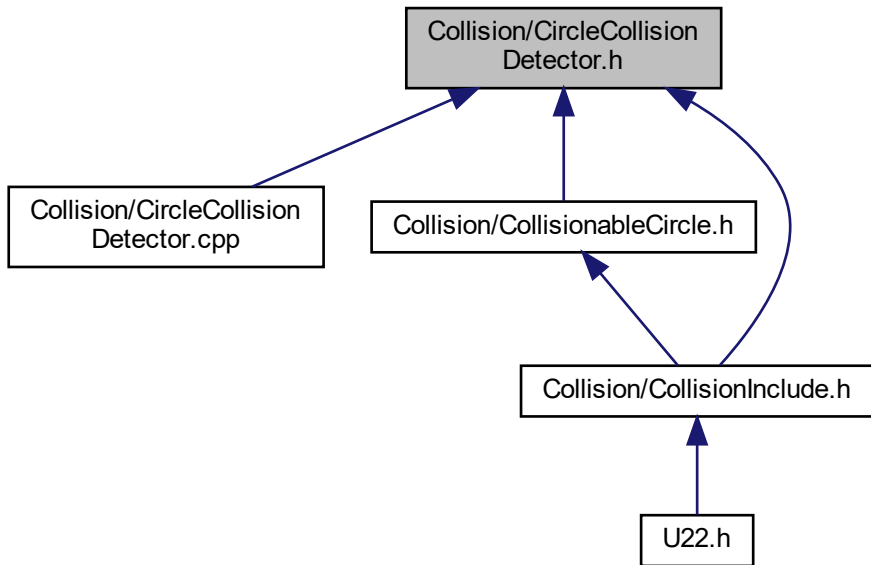 Collision/CircleCollision
Detector.h
Collision/CircleCollision
Detector.cpp
Collision/CollisionableCircle.h
Collision/CollisionInclude.h
U22.h